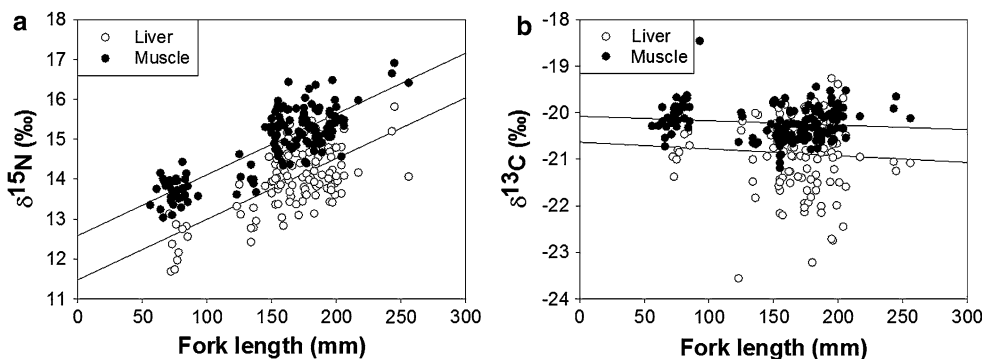 a
18
17
16
15
14
13
12
11
δ15N (‰)
Liver
Muscle
0 50 100 150 200 250 300
Fork length (mm)
b
-18
-19
-20
-21
-22
-23
-24
δ13C (‰)
Liver
Muscle
0 50 100 150 200 250 300
Fork length (mm)